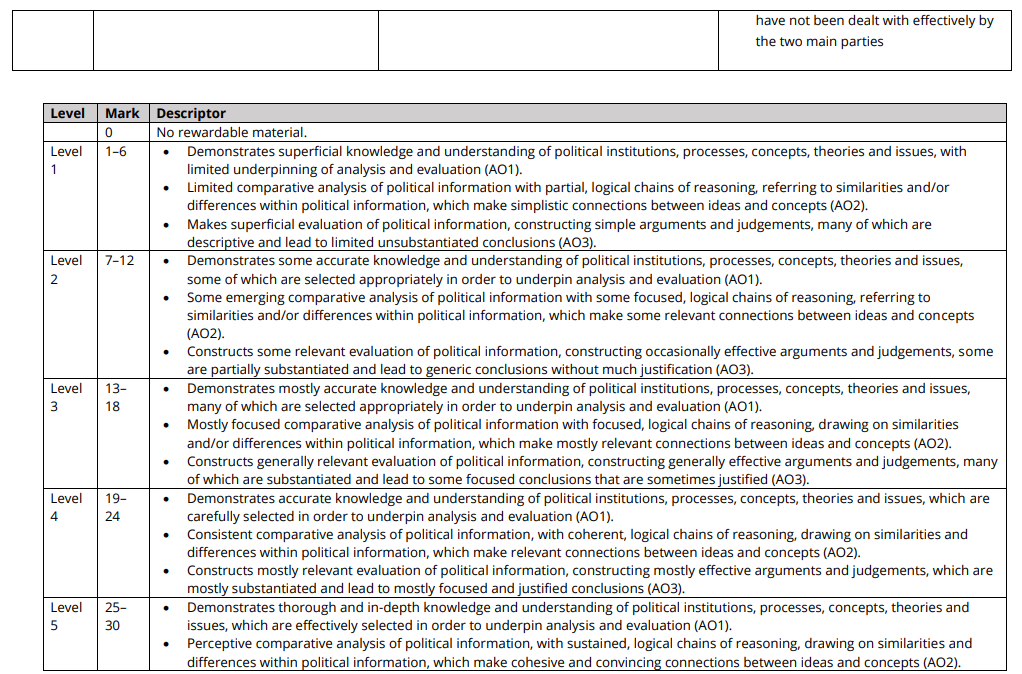 have not been dealt with effectively by
the two main parties
Level Mark Descriptor
0 No rewardable material.
Level 1–6 • Demonstrates superficial knowledge and understanding of political institutions, processes, concepts, theories and issues, with
1 limited underpinning of analysis and evaluation (AO1).
• Limited comparative analysis of political information with partial, logical chains of reasoning, referring to similarities and/or
differences within political information, which make simplistic connections between ideas and concepts (AO2).
• Makes superficial evaluation of political information, constructing simple arguments and judgements, many of which are
descriptive and lead to limited unsubstantiated conclusions (AO3).
Level 7–12 • Demonstrates some accurate knowledge and understanding of political institutions, processes, concepts, theories and issues,
2 some of which are selected appropriately in order to underpin analysis and evaluation (AO1).
• Some emerging comparative analysis of political information with some focused, logical chains of reasoning, referring to
similarities and/or differences within political information, which make some relevant connections between ideas and concepts
(AO2).
• Constructs some relevant evaluation of political information, constructing occasionally effective arguments and judgements, some
are partially substantiated and lead to generic conclusions without much justification (AO3).
Level 13– • Demonstrates mostly accurate knowledge and understanding of political institutions, processes, concepts, theories and issues,
3 18 many of which are selected appropriately in order to underpin analysis and evaluation (AO1).
• Mostly focused comparative analysis of political information with focused, logical chains of reasoning, drawing on similarities
and/or differences within political information, which make mostly relevant connections between ideas and concepts (AO2).
• Constructs generally relevant evaluation of political information, constructing generally effective arguments and judgements, many
of which are substantiated and lead to some focused conclusions that are sometimes justified (AO3).
Level 19– • Demonstrates accurate knowledge and understanding of political institutions, processes, concepts, theories and issues, which are
4 24 carefully selected in order to underpin analysis and evaluation (AO1).
• Consistent comparative analysis of political information, with coherent, logical chains of reasoning, drawing on similarities and
differences within political information, which make relevant connections between ideas and concepts (AO2).
• Constructs mostly relevant evaluation of political information, constructing mostly effective arguments and judgements, which are
mostly substantiated and lead to mostly focused and justified conclusions (AO3).
Level 25– • Demonstrates thorough and in-depth knowledge and understanding of political institutions, processes, concepts, theories and
5 30 issues, which are effectively selected in order to underpin analysis and evaluation (AO1).
• Perceptive comparative analysis of political information, with sustained, logical chains of reasoning, drawing on similarities and
differences within political information, which make cohesive and convincing connections between ideas and concepts (AO2).